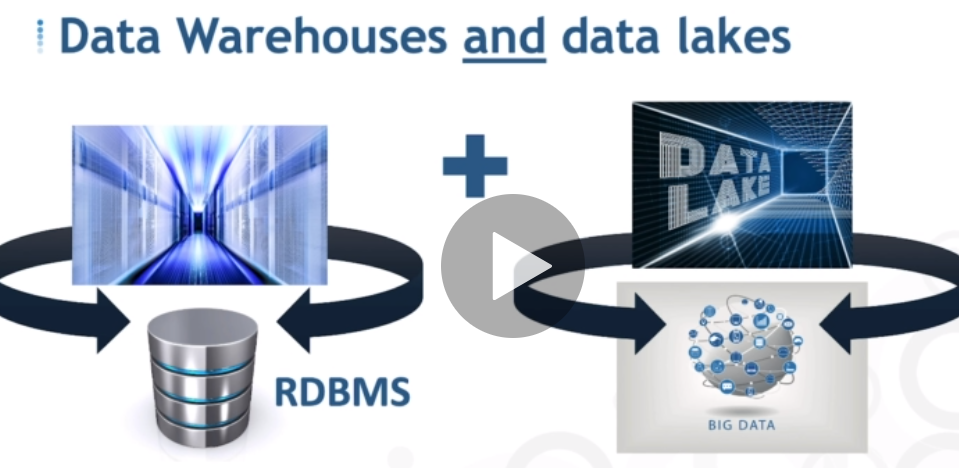 Data Warehouses and data lakes
DATA
LAKE
RDBMS
BIG DATA